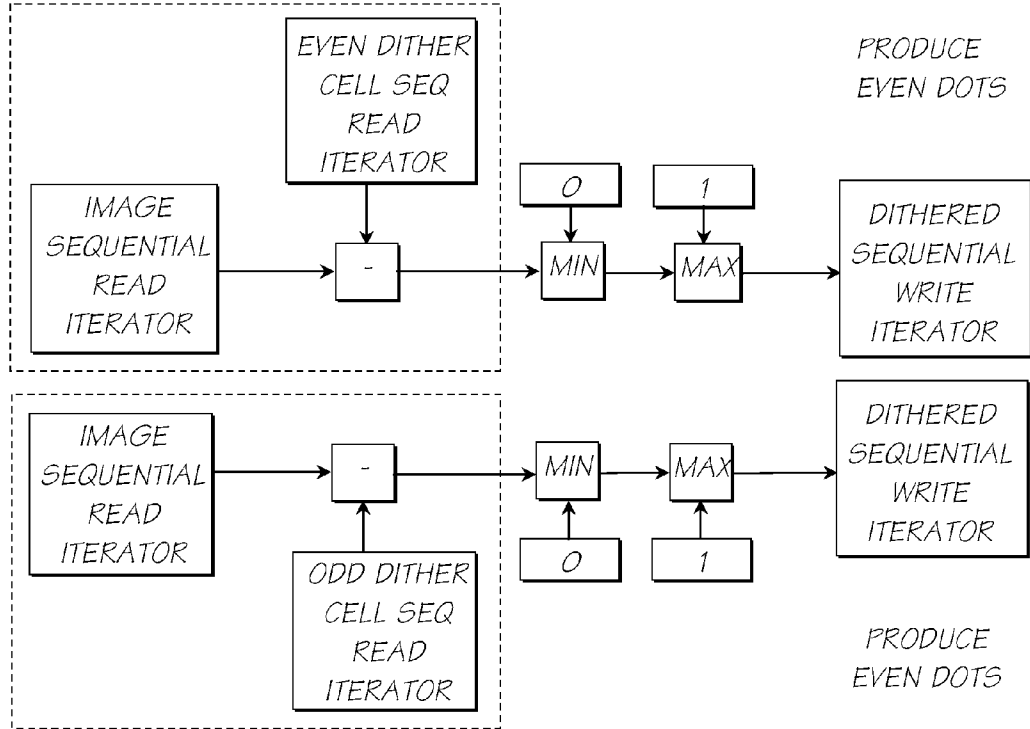 EVEN DITHER
CELL SEQ
READ
ITERATOR
PRODUCE
EVEN DOTS
IMAGE
SEQUENTIAL
READ
ITERATOR
-
0
1
MIN
MAX
DITHERED
SEQUENTIAL
WRITE
ITERATOR
IMAGE
SEQUENTIAL
READ
ITERATOR
-
MIN
MAX
0
1
DITHERED
SEQUENTIAL
WRITE
ITERATOR
ODD DITHER
CELL SEQ
READ
ITERATOR
PRODUCE
EVEN DOTS